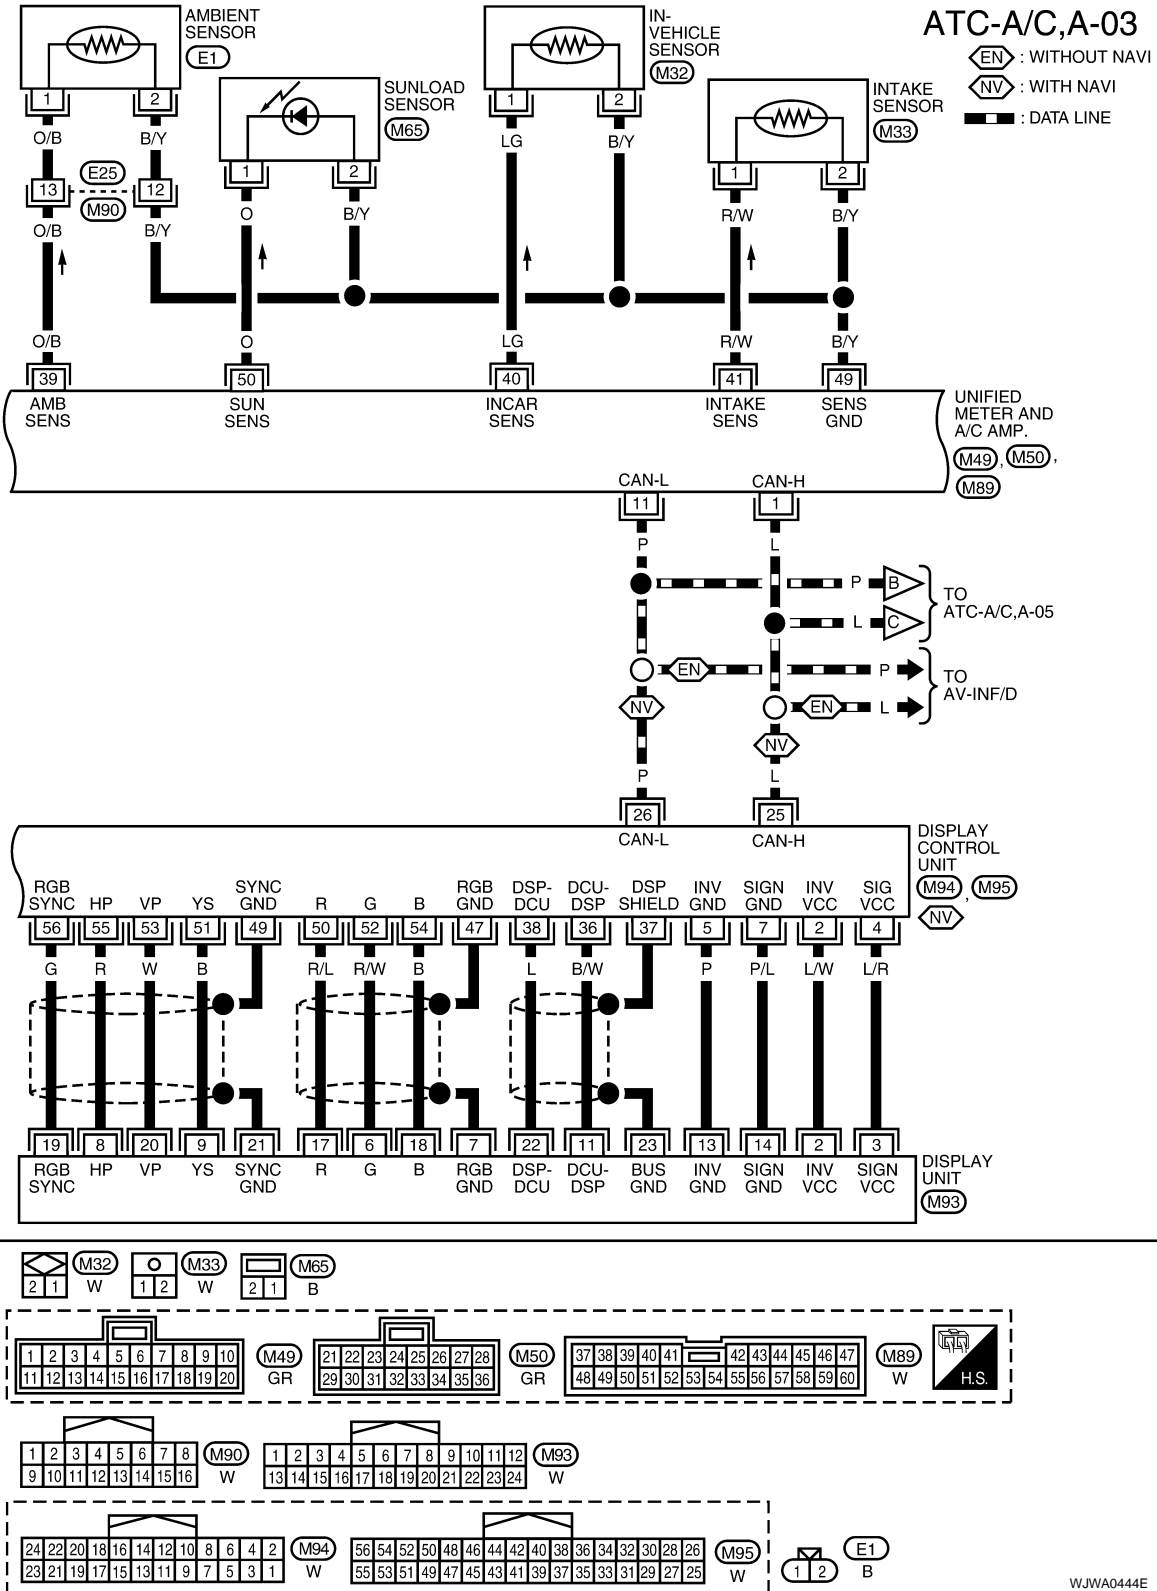 ATC-A/C,A-03
EN : WITHOUT NAVI
NV : WITH NAVI
: DATA LINE
AMBIENT
SENSOR
E1
SUNLOAD
SENSOR
M65
IN-
VEHICLE
SENSOR
M32
INTAKE
SENSOR
M33
1 2 1 2 1 2 1 2
O/B B/Y LG B/Y
13 E25 12
M90
O B/Y R/W B/Y
O/B B/Y
O/B O LG R/W B/Y
39 50 40 41 49
AMB
SENS
SUN
SENS
INCAR
SENS
INTAKE
SENS
SENS
GND
UNIFIED
METER AND
A/C AMP.
M49 , M50 ,
M89
CAN-L CAN-H
11 1
P L
P B
L C
TO
ATC-A/C,A-05
EN P
EN L
TO
AV-INF/D
NV
NV
P L
26 25
CAN-L CAN-H
DISPLAY
CONTROL
UNIT
M94 , M95
NV
RGB
SYNC
HP
VP
YS
SYNC
GND
R
G
B
RGB
GND
DSP-
DCU
DCU-
DSP
DSP
SHIELD
INV
GND
SIGN
GND
INV
VCC
SIG
VCC
56 55 53 51 49 50 52 54 47 38 36 37 5 7 2 4
G R W B R/L R/W B L B/W P P/L L/W L/R
19 8 20 9 21 17 6 18 7 22 11 23 13 14 2 3
RGB
SYNC
HP
VP
YS
SYNC
GND
R
G
B
RGB
GND
DSP-
DCU
DCU-
DSP
BUS
GND
INV
GND
SIGN
GND
INV
VCC
SIGN
VCC
DISPLAY
UNIT
M93
M32
2 1 W
M33
1 2 W
M65
2 1 B
1 2 3 4 5 6 7 8 9 10
11 12 13 14 15 16 17 18 19 20
M49
GR
21 22 23 24 25 26 27 28
29 30 31 32 33 34 35 36
M50
GR
37 38 39 40 41 42 43 44 45 46 47
48 49 50 51 52 53 54 55 56 57 58 59 60
M89
W
H.S.
1 2 3 4 5 6 7 8
9 10 11 12 13 14 15 16
M90
W
1 2 3 4 5 6 7 8 9 10 11 12
13 14 15 16 17 18 19 20 21 22 23 24
M93
W
24 22 20 18 16 14 12 10 8 6 4 2
23 21 19 17 15 13 11 9 7 5 3 1
M94
W
56 54 52 50 48 46 44 42 40 38 36 34 32 30 28 26
55 53 51 49 47 45 43 41 39 37 35 33 31 29 27 25
M95
W
1 2
E1
B
WJWA0444E